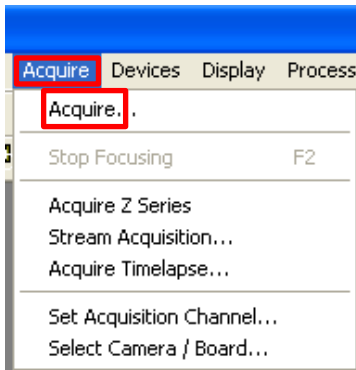 Acquire Devices Display Process
Acquire...
Stop Focusing F2
Acquire Z Series
Stream Acquisition...
Acquire Timelapse...
Set Acquisition Channel...
Select Camera / Board...